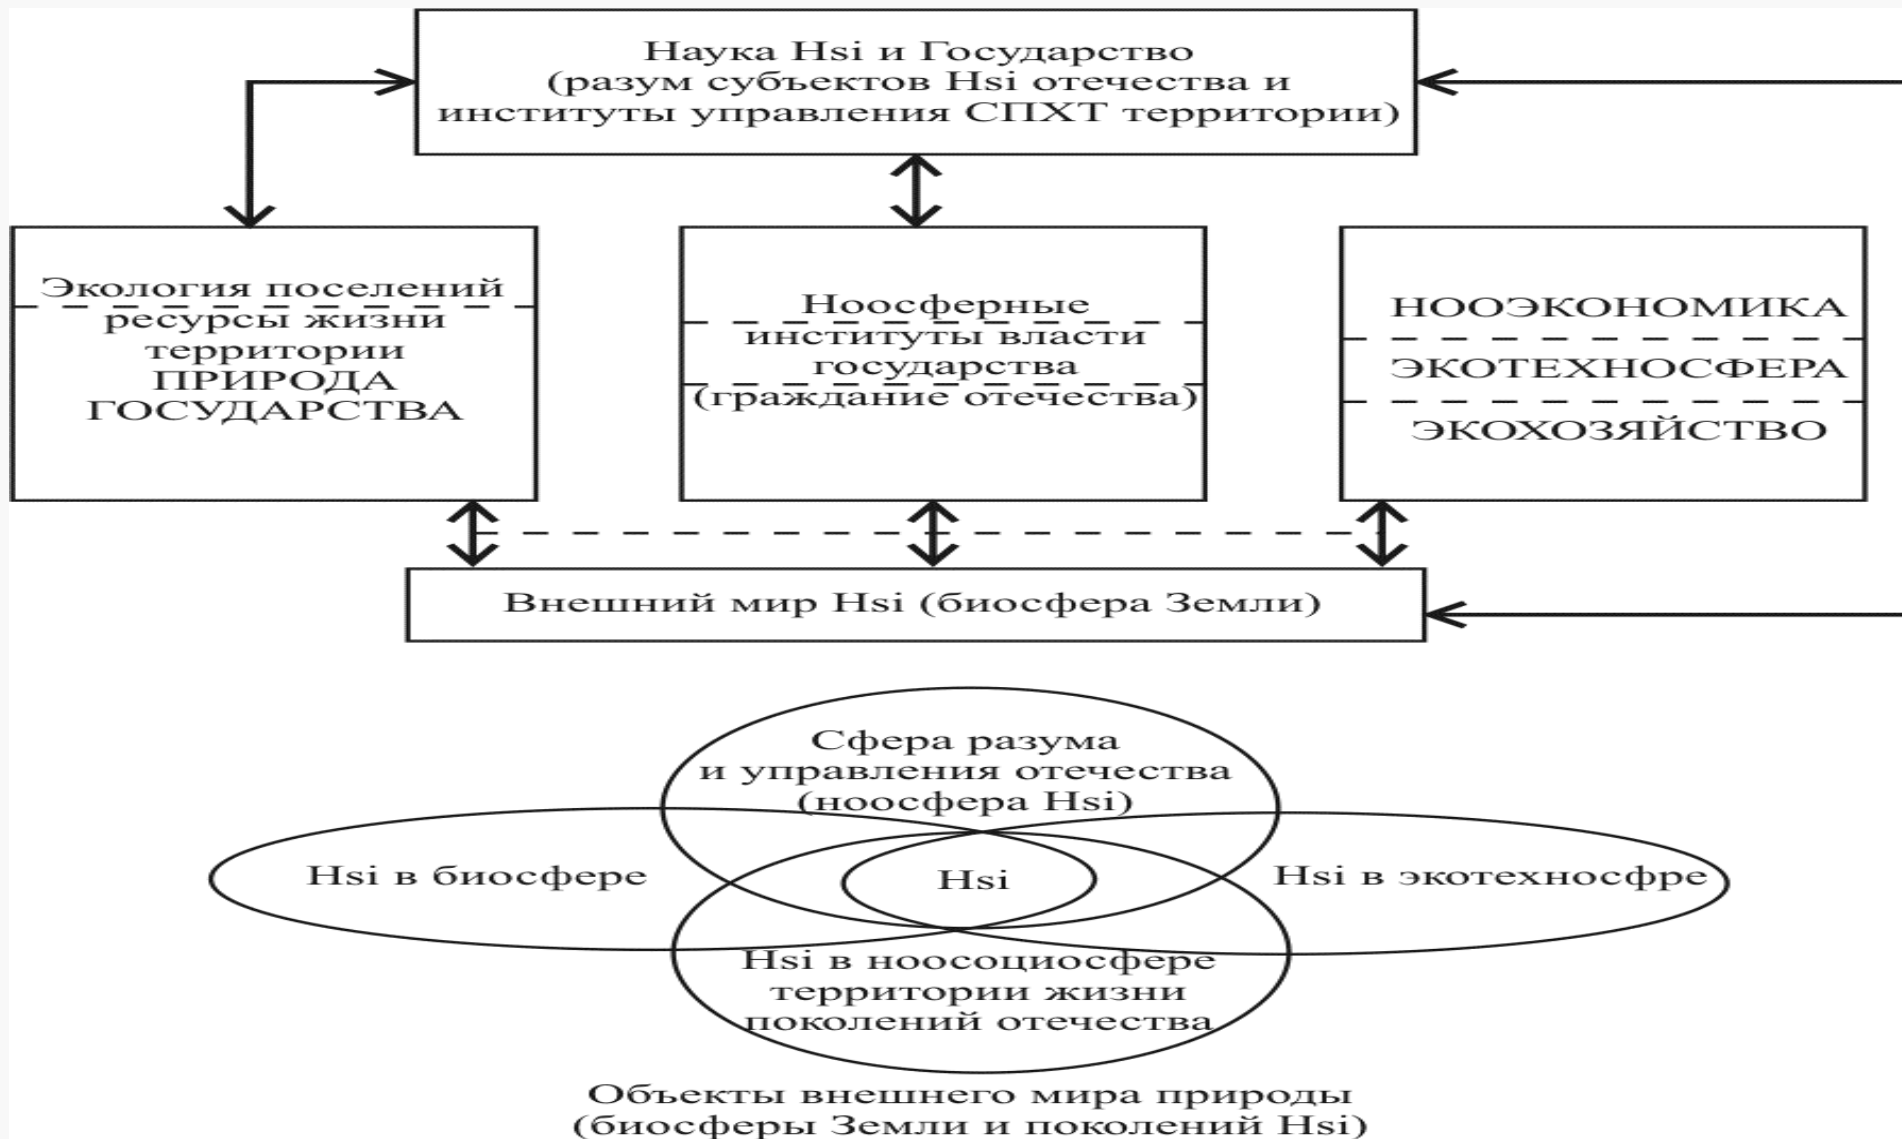 Наука Hsi и Государство
(разум субъектов Hsi отечества и
институты управления СПХТ территории)
Экология поселений
ресурсы жизни
территории
ПРИРОДА
ГОСУДАРСТВА
Ноосферные
институты власти
государства
(граждание отечества)
НООЭКОНОМИКА
ЭКОТЕХНОСФЕРА
ЭКОХОЗЯЙСТВО
Внешний мир Hsi (биосфера Земли)
Сфера разума
и управления отечества
(ноосфера Hsi)
Hsi в биосфере
Hsi
Hsi в экотехносфре
Hsi в ноосоциосфере
территории жизни
поколений отечества
Объекты внешнего мира природы
(биосферы Земли и поколений Hsi)